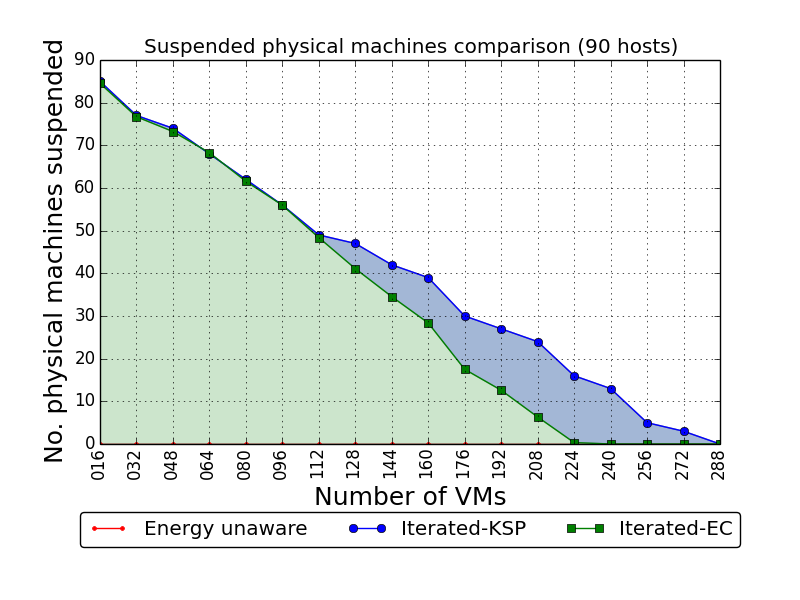 Suspended physical machines comparison (90 hosts)
No. physical machines suspended
90
80
70
60
50
40
30
20
10
0
016 032 048 064 080 096 112 128 144 160 176 192 208 224 240 256 272 288
Number of VMs
Energy unaware Iterated-KSP Iterated-EC